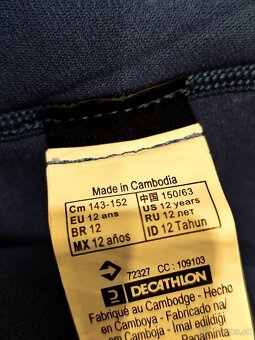 Made in Cambodia
Cm 143-152 中国 150/63
EU 12 ans US 12 years
BR 12 RU 12 лет
MX 12 años ID 12 Tahun
72327 CC : 109103
DECATHLON
Fabriqué au Cambodge - Hecho
en Camboya - Fabricado na/
em Camboja - Imal edildiği
Pagaminta